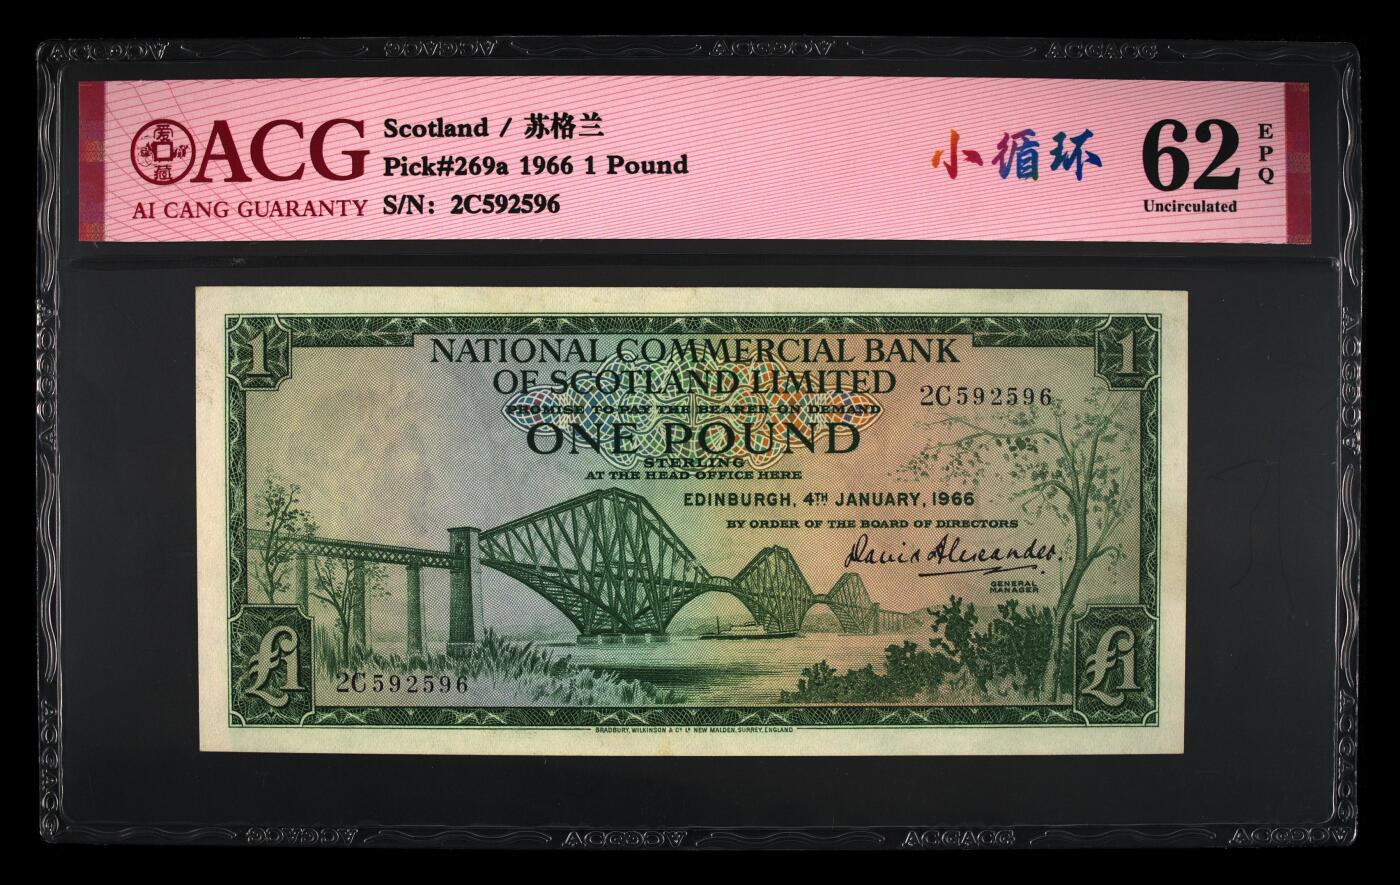 ACG
AI CANG GUARANTY
Scotland / 苏格兰
Pick#269a 1966 1 Pound
S/N: 2C592596
小循环
62
EPQ
Uncirculated
1
1
NATIONAL COMMERCIAL BANK
OF SCOTLAND LIMITED
2C592596
PROMISE TO PAY THE BEARER ON DEMAND
ONE POUND
STERLING
AT THE HEAD OFFICE HERE
EDINBURGH, 4TH JANUARY, 1966
BY ORDER OF THE BOARD OF DIRECTORS
David Alexander.
GENERAL
MANAGER
£1
£1
2C592596
BRADBURY, WILKINSON & Co Ld NEW MALDEN, SURREY, ENGLAND